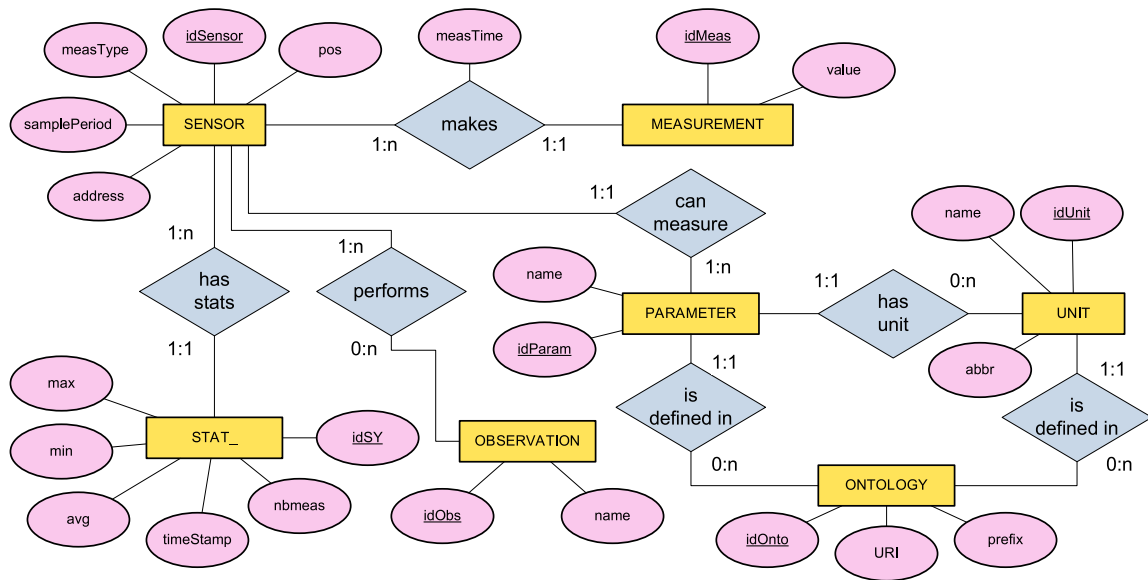 idSensor
measTime
idMeas
measType
pos
value
samplePeriod
SENSOR
makes
MEASUREMENT
1:n
1:1
address
1:1
can
measure
name
idUnit
1:n
1:n
name
1:n
1:1
0:n
has
stats
performs
PARAMETER
has
unit
UNIT
1:1
0:n
idParam
abbr
1:1
1:1
max
is
defined in
is
defined in
min
STAT_
idSY
OBSERVATION
0:n
0:n
ONTOLOGY
avg
nbmeas
idObs
name
timeStamp
idOnto
URI
prefix